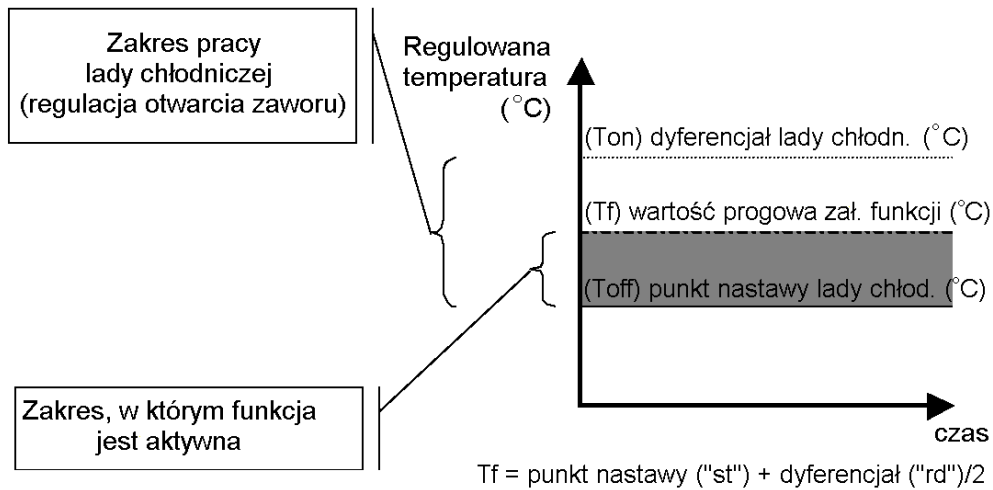 Zakres pracy
lady chłodniczej
(regulacja otwarcia zaworu)
Regulowana
temperatura
(°C)
(Ton) dyferencjał lady chłodn. (°C)
(Tf) wartość progowa zał. funkcji (°C)
(Toff) punkt nastawy lady chłod. (°C)
Zakres, w którym funkcja
jest aktywna
czas
Tf = punkt nastawy ("st") + dyferencjał ("rd")/2